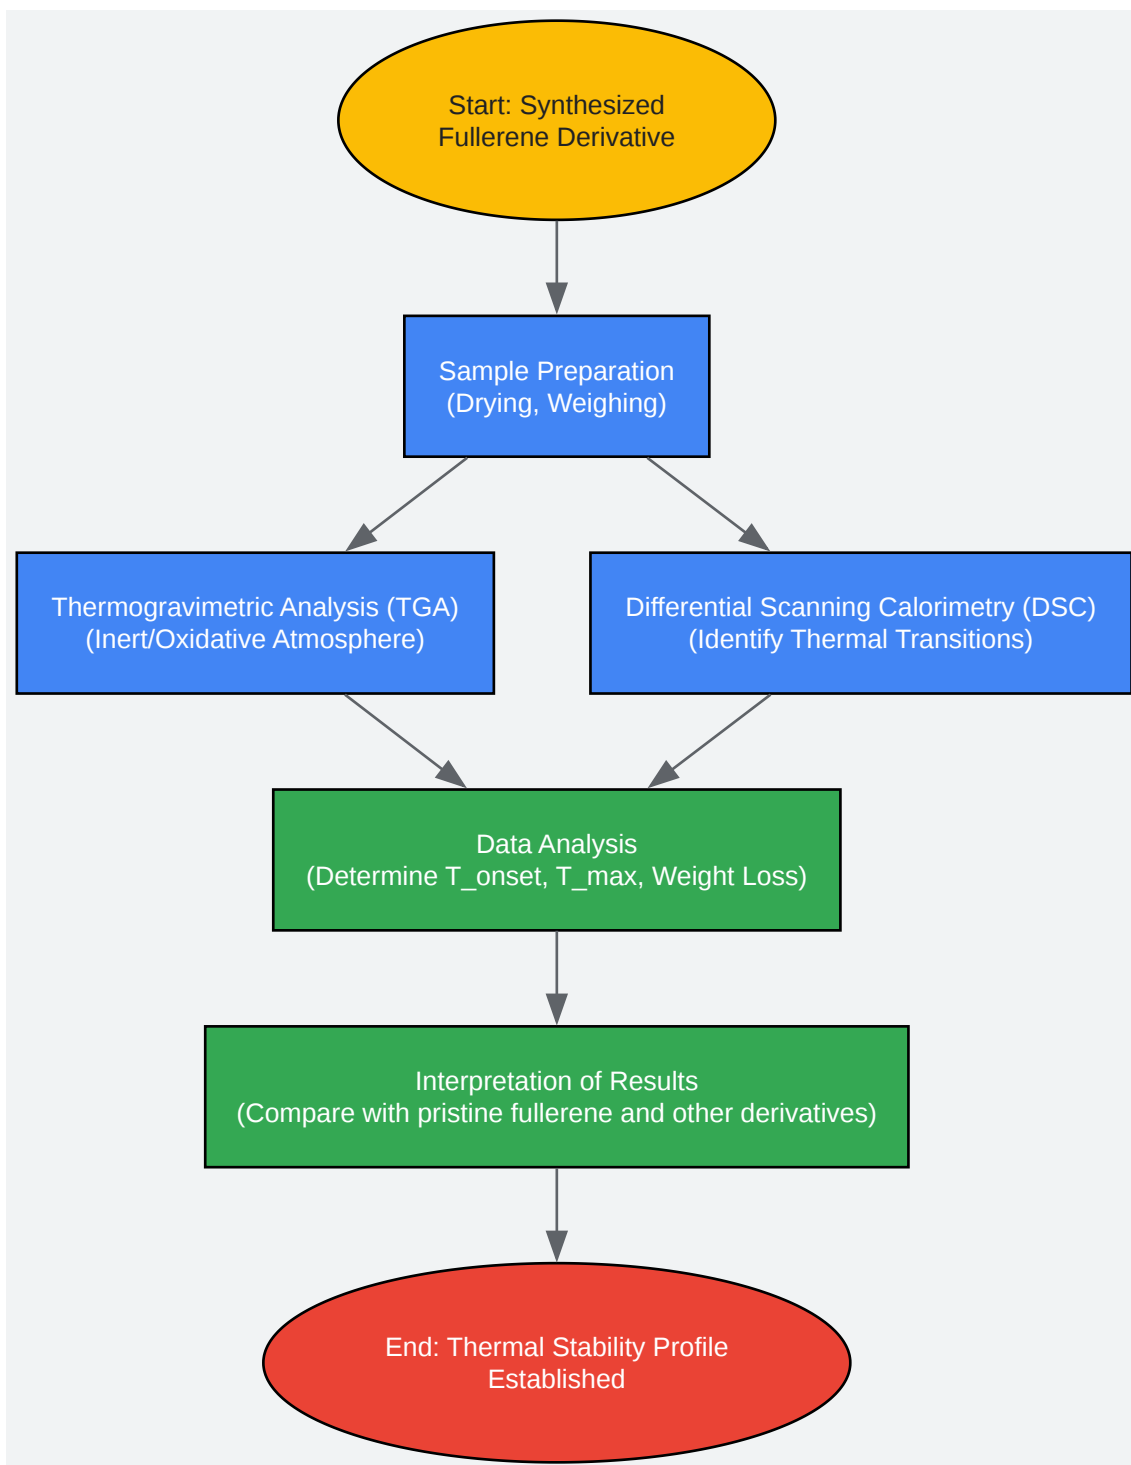 Start: Synthesized
Fullerene Derivative
Sample Preparation
(Drying, Weighing)
Thermogravimetric Analysis (TGA)
(Inert/Oxidative Atmosphere)
Differential Scanning Calorimetry (DSC)
(Identify Thermal Transitions)
Data Analysis
(Determine T_onset, T_max, Weight Loss)
Interpretation of Results
(Compare with pristine fullerene and other derivatives)
End: Thermal Stability Profile
Established